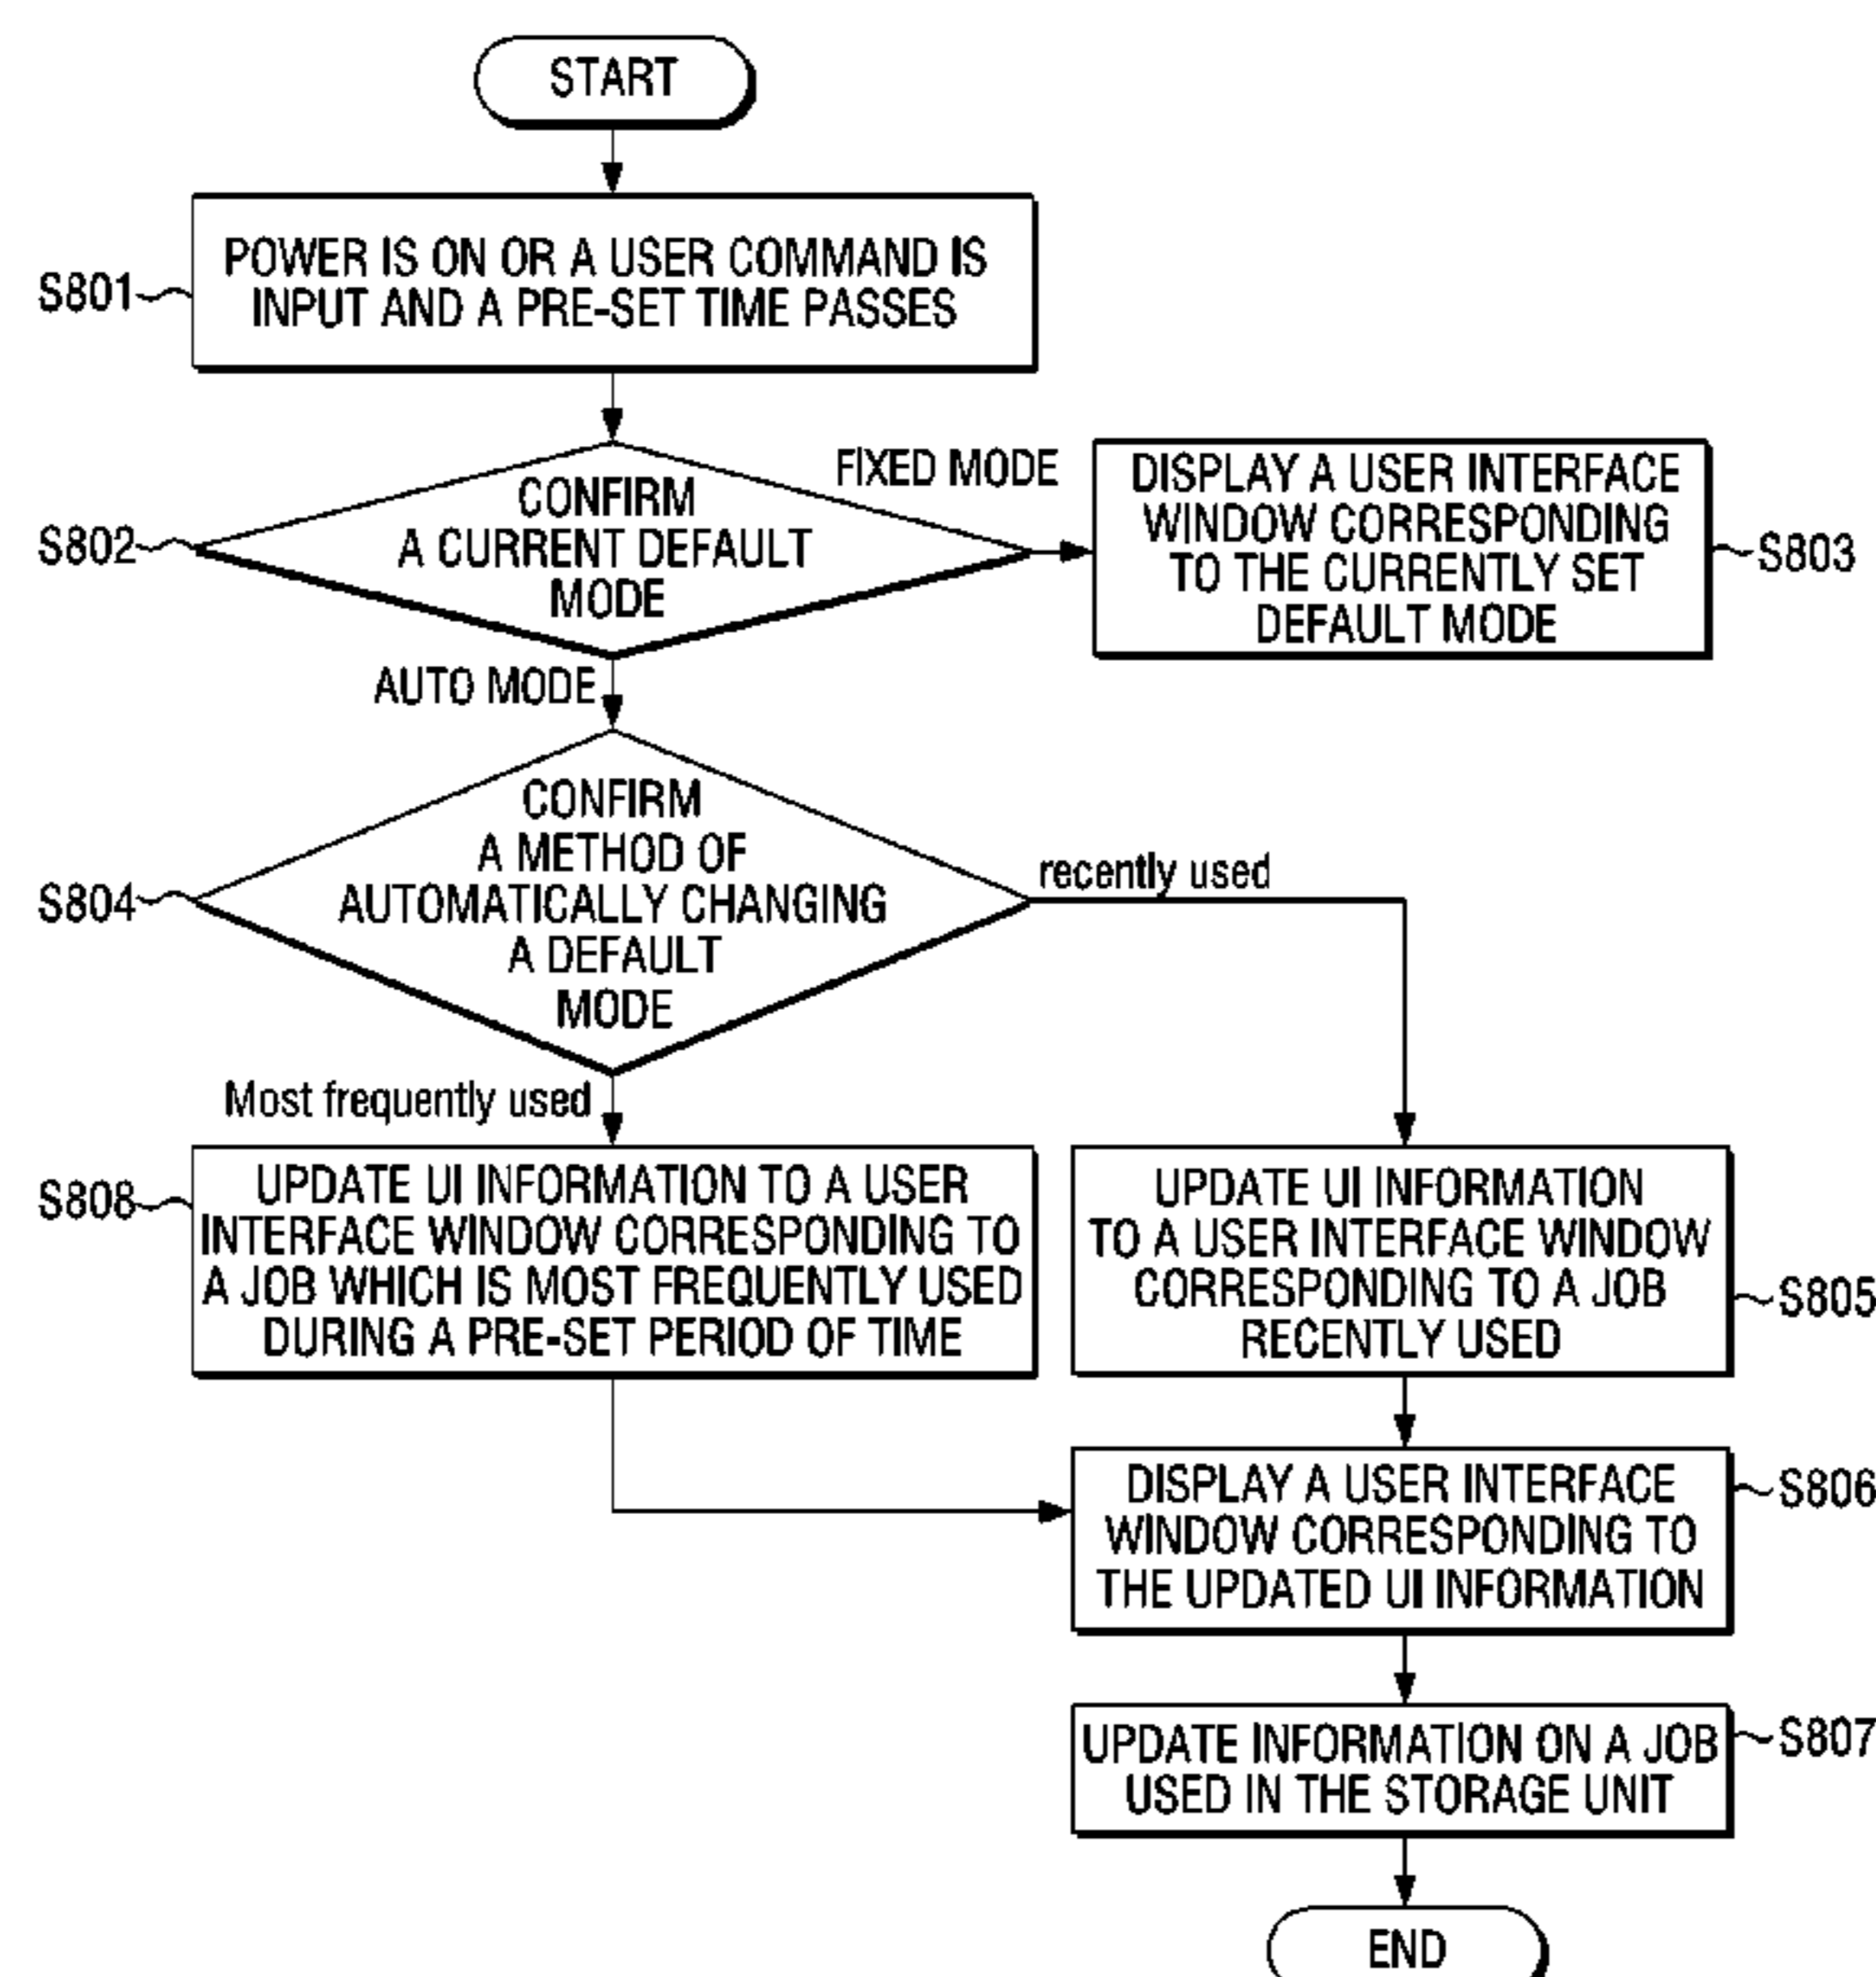 START
S801
POWER IS ON OR A USER COMMAND IS
INPUT AND A PRE-SET TIME PASSES
S802
CONFIRM
A CURRENT DEFAULT
MODE
FIXED MODE
DISPLAY A USER INTERFACE
WINDOW CORRESPONDING
TO THE CURRENTLY SET
DEFAULT MODE
S803
AUTO MODE
S804
CONFIRM
A METHOD OF
AUTOMATICALLY CHANGING
A DEFAULT
MODE
recently used
Most frequently used
S808
UPDATE UI INFORMATION TO A USER
INTERFACE WINDOW CORRESPONDING TO
A JOB WHICH IS MOST FREQUENTLY USED
DURING A PRE-SET PERIOD OF TIME
UPDATE UI INFORMATION
TO A USER INTERFACE WINDOW
CORRESPONDING TO A JOB
RECENTLY USED
S805
DISPLAY A USER INTERFACE
WINDOW CORRESPONDING TO
THE UPDATED UI INFORMATION
S806
UPDATE INFORMATION ON A JOB
USED IN THE STORAGE UNIT
S807
END